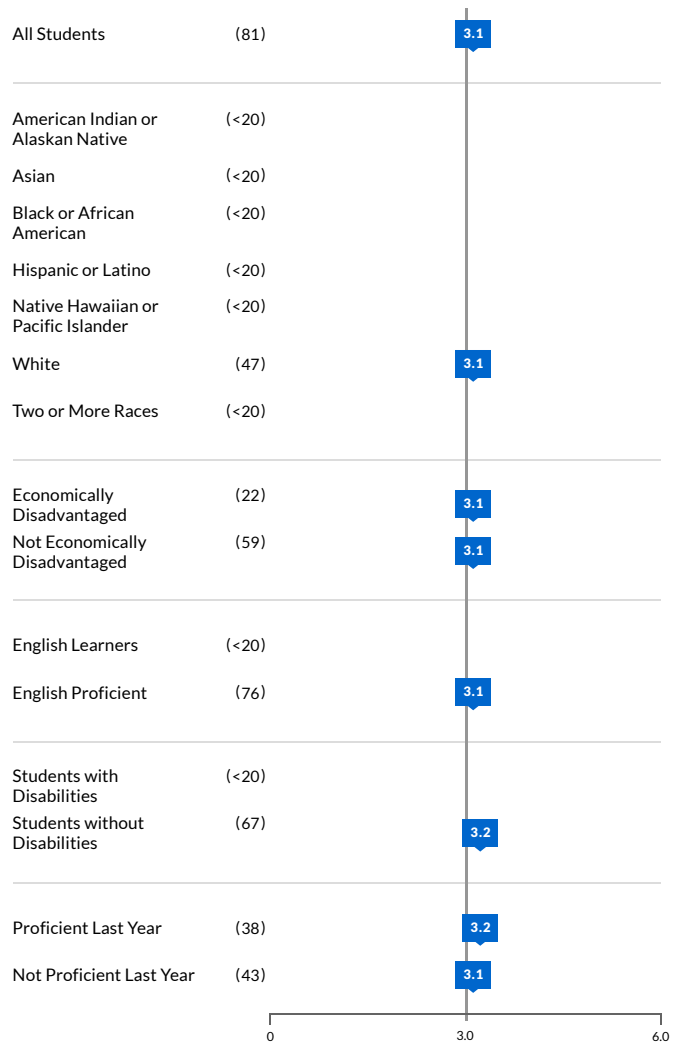 All Students (81) 3.1
American Indian or (<20)
Alaskan Native
Asian (<20)
Black or African (<20)
American
Hispanic or Latino (<20)
Native Hawaiian or (<20)
Pacific Islander
White (47) 3.1
Two or More Races (<20)
Economically (22) 3.1
Disadvantaged
Not Economically (59) 3.1
Disadvantaged
English Learners (<20)
English Proficient (76) 3.1
Students with (<20)
Disabilities
Students without (67) 3.2
Disabilities
Proficient Last Year (38) 3.2
Not Proficient Last Year (43) 3.1
0 3.0 6.0